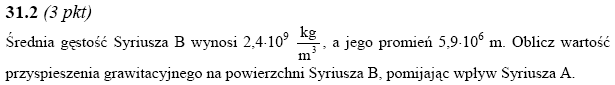 31.2 (3 pkt)
Średnia gęstość Syriusza B wynosi 2,4·10⁹ kg/m³, a jego promień 5,9·10⁶ m. Oblicz wartość
przyspieszenia grawitacyjnego na powierzchni Syriusza B, pomijając wpływ Syriusza A.